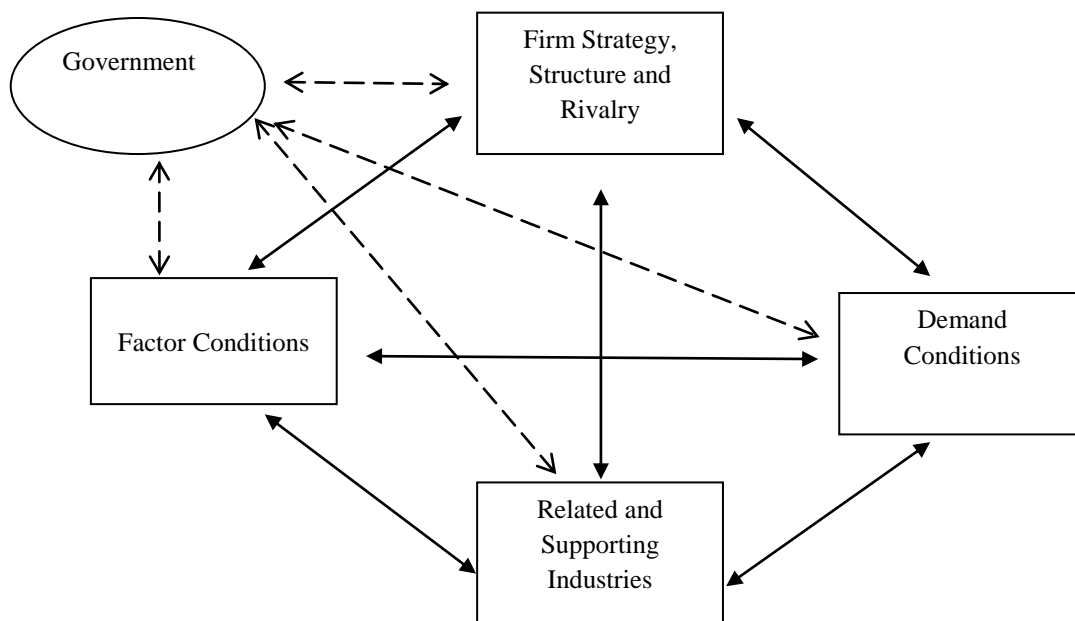 Government
Firm Strategy,
Structure and
Rivalry
Factor Conditions
Demand
Conditions
Related and
Supporting
Industries